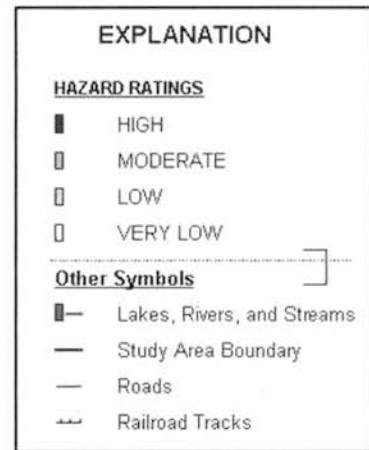 EXPLANATION
HAZARD RATINGS
HIGH
MODERATE
LOW
VERY LOW
Other Symbols
Lakes, Rivers, and Streams
Study Area Boundary
Roads
Railroad Tracks